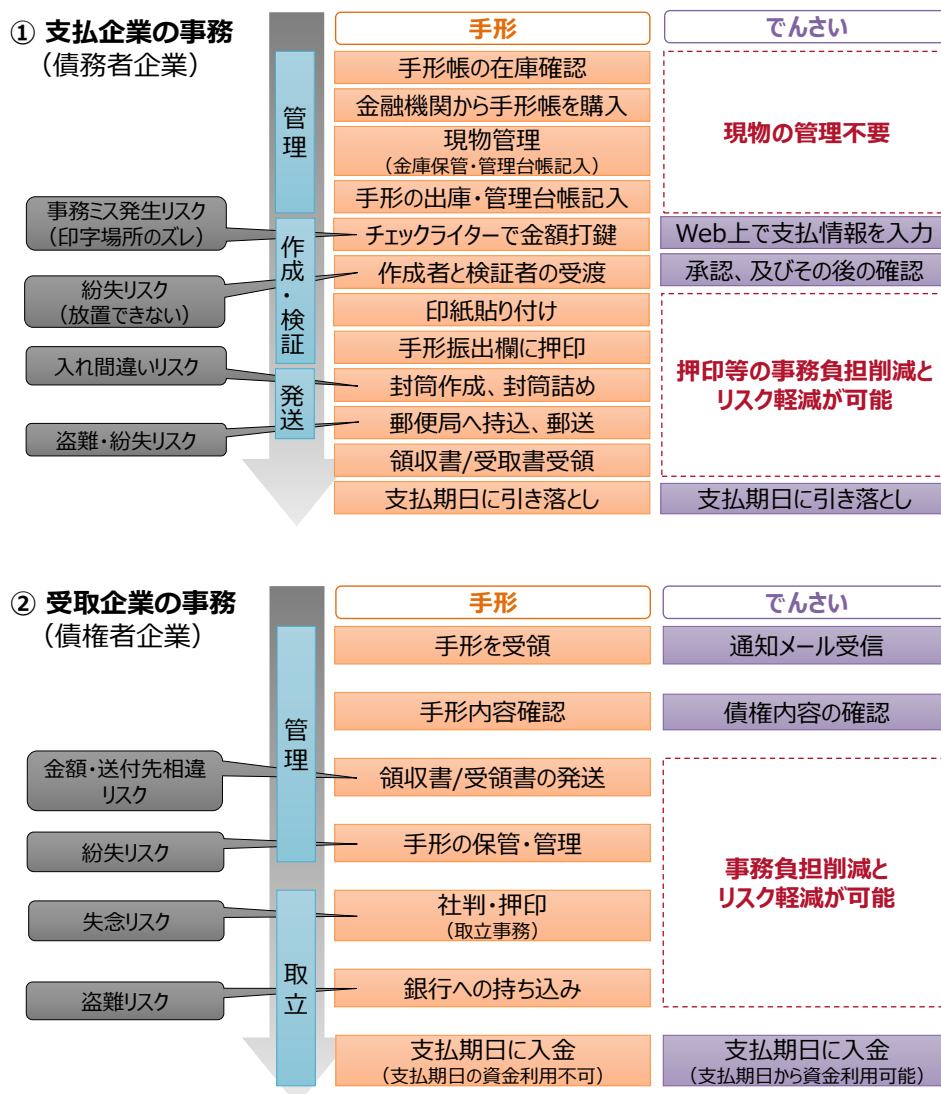 ① 支払企業の事務
（債務者企業）
手形
でんさい
管理
手形帳の在庫確認
金融機関から手形帳を購入
現物管理
（金庫保管・管理台帳記入）
手形の出庫・管理台帳記入
現物の管理不要
事務ミス発生リスク
（印字場所のズレ）
作成・検証
チェックライターで金額打鍵
Web上で支払情報を入力
紛失リスク
（放置できない）
作成者と検証者の受渡
承認、及びその後の確認
印紙貼り付け
手形振出欄に押印
入れ間違いリスク
発送
封筒作成、封筒詰め
押印等の事務負担削減と
リスク軽減が可能
盗難・紛失リスク
郵便局へ持込、郵送
領収書/受取書受領
支払期日に引き落とし
支払期日に引き落とし
② 受取企業の事務
（債権者企業）
手形
でんさい
管理
手形を受領
通知メール受信
手形内容確認
債権内容の確認
金額・送付先相違
リスク
領収書/受領書の発送
紛失リスク
手形の保管・管理
事務負担削減と
リスク軽減が可能
失念リスク
取立
社判・押印
（取立事務）
盗難リスク
銀行への持ち込み
支払期日に入金
（支払期日の資金利用不可）
支払期日に入金
（支払期日から資金利用可能）